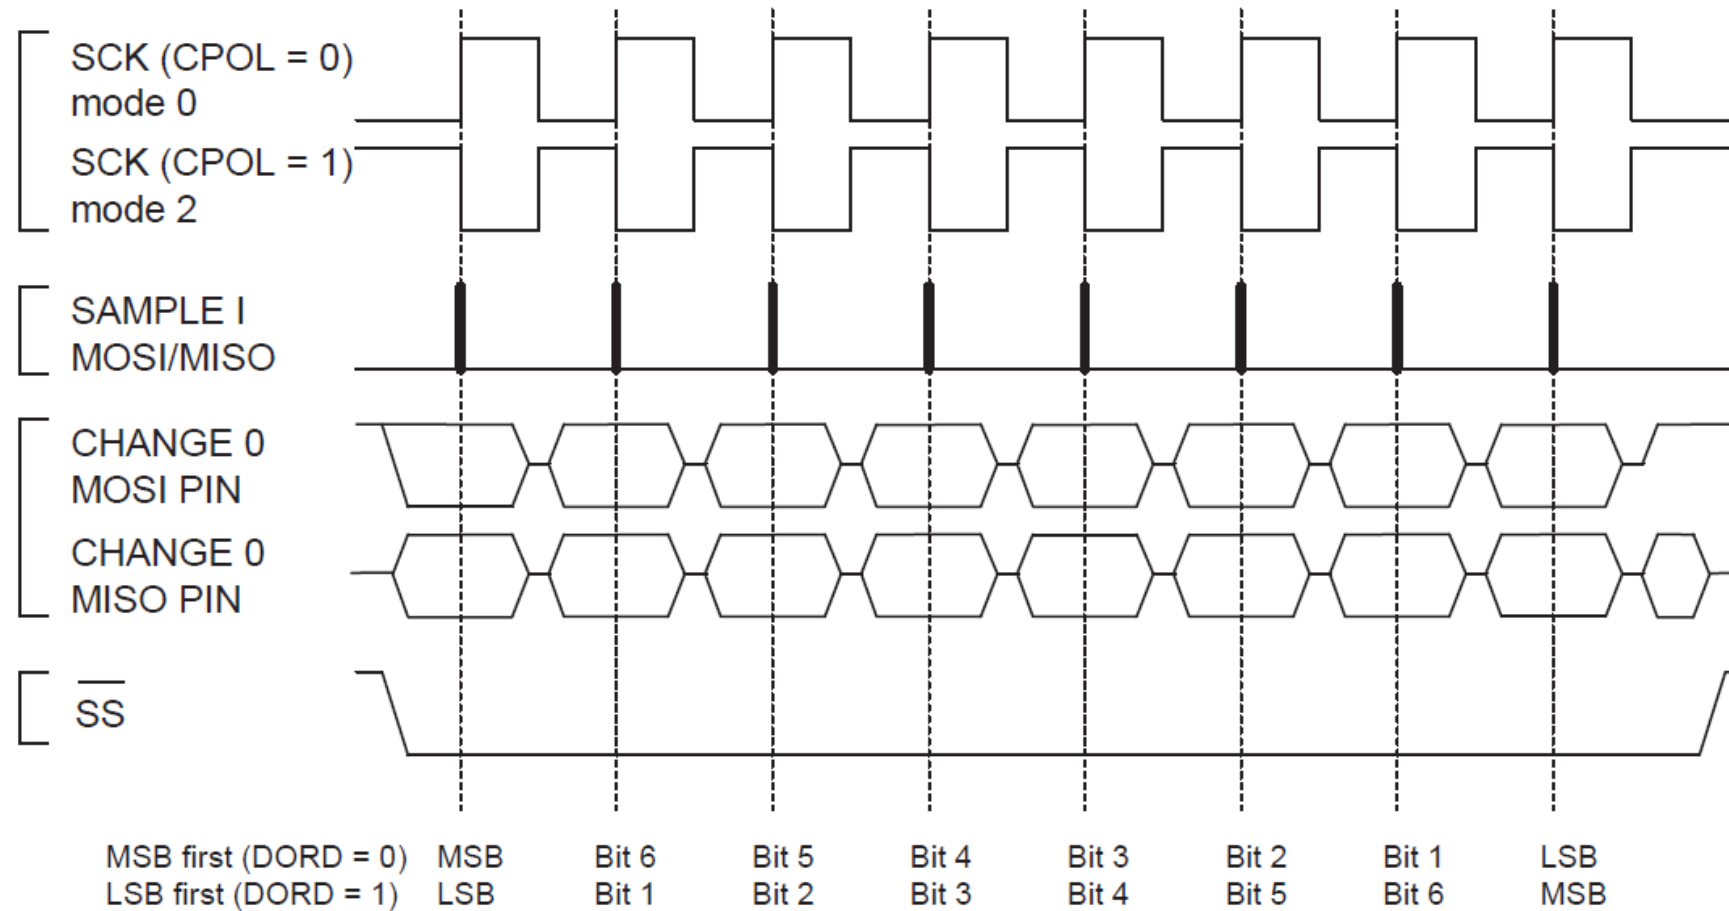 SCK (CPOL = 0)
mode 0
SCK (CPOL = 1)
mode 2
SAMPLE I
MOSI/MISO
CHANGE 0
MOSI PIN
CHANGE 0
MISO PIN
SS
MSB first (DORD = 0) MSB Bit 6 Bit 5 Bit 4 Bit 3 Bit 2 Bit 1 LSB
LSB first (DORD = 1) LSB Bit 1 Bit 2 Bit 3 Bit 4 Bit 5 Bit 6 MSB